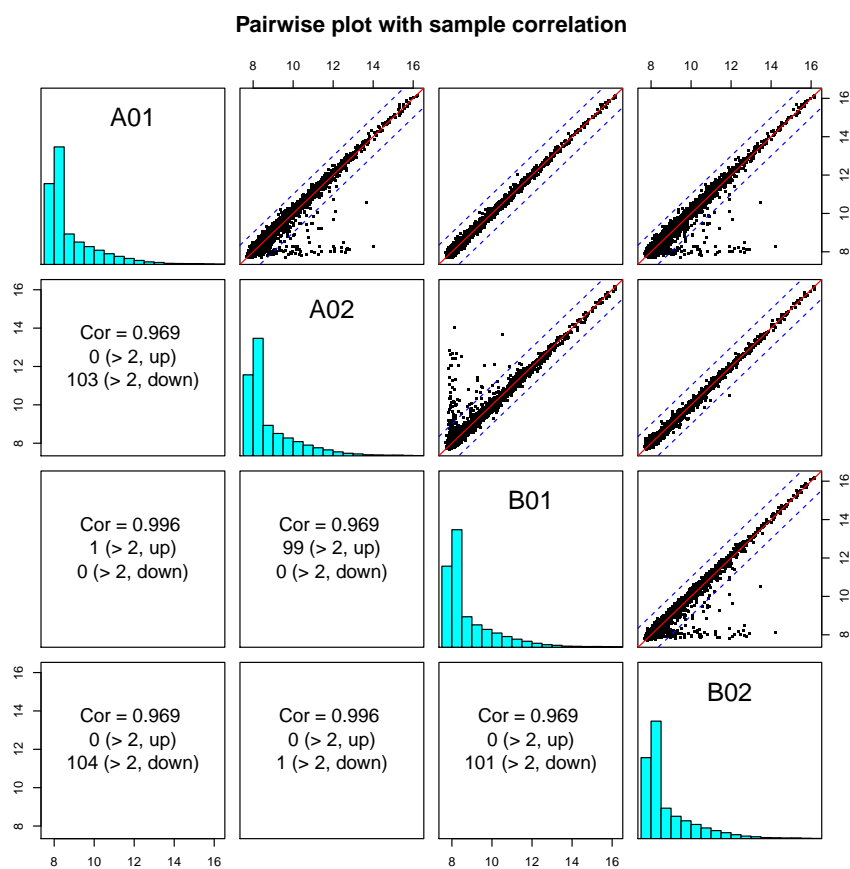 Pairwise plot with sample correlation
8 10 12 14 16
8 10 12 14 16
A01
8 10 12 14 16
8 10 12 14 16
Cor = 0.969
0 (> 2, up)
103 (> 2, down)
A02
Cor = 0.996
1 (> 2, up)
0 (> 2, down)
Cor = 0.969
99 (> 2, up)
0 (> 2, down)
B01
8 10 12 14 16
8 10 12 14 16
Cor = 0.969
0 (> 2, up)
104 (> 2, down)
Cor = 0.996
0 (> 2, up)
1 (> 2, down)
Cor = 0.969
0 (> 2, up)
101 (> 2, down)
B02
8 10 12 14 16
8 10 12 14 16